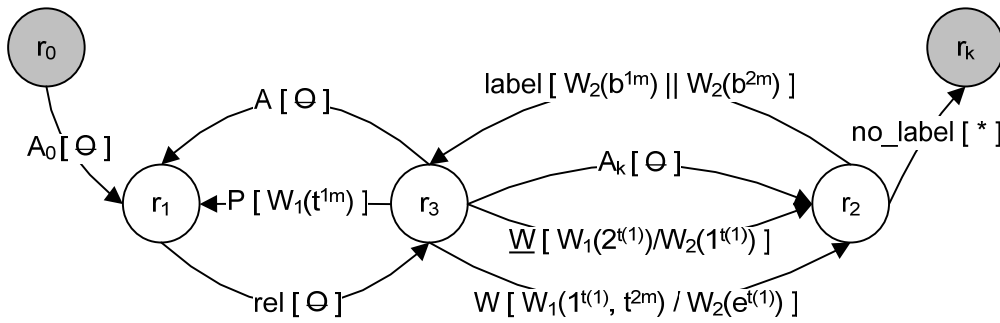 r₀
rₖ
label [ W₂(b¹ᵐ) || W₂(b²ᵐ) ]
A [ O̶ ]
no_label [ * ]
A₀ [ O̶ ]
Aₖ [ O̶ ]
r₁
P [ W₁(t¹ᵐ) ]
r₃
r₂
W̲ [ W₁(2ᵗ⁽¹⁾)/W₂(1ᵗ⁽¹⁾) ]
rel [ O̶ ]
W [ W₁(1ᵗ⁽¹⁾, t²ᵐ) / W₂(eᵗ⁽¹⁾) ]